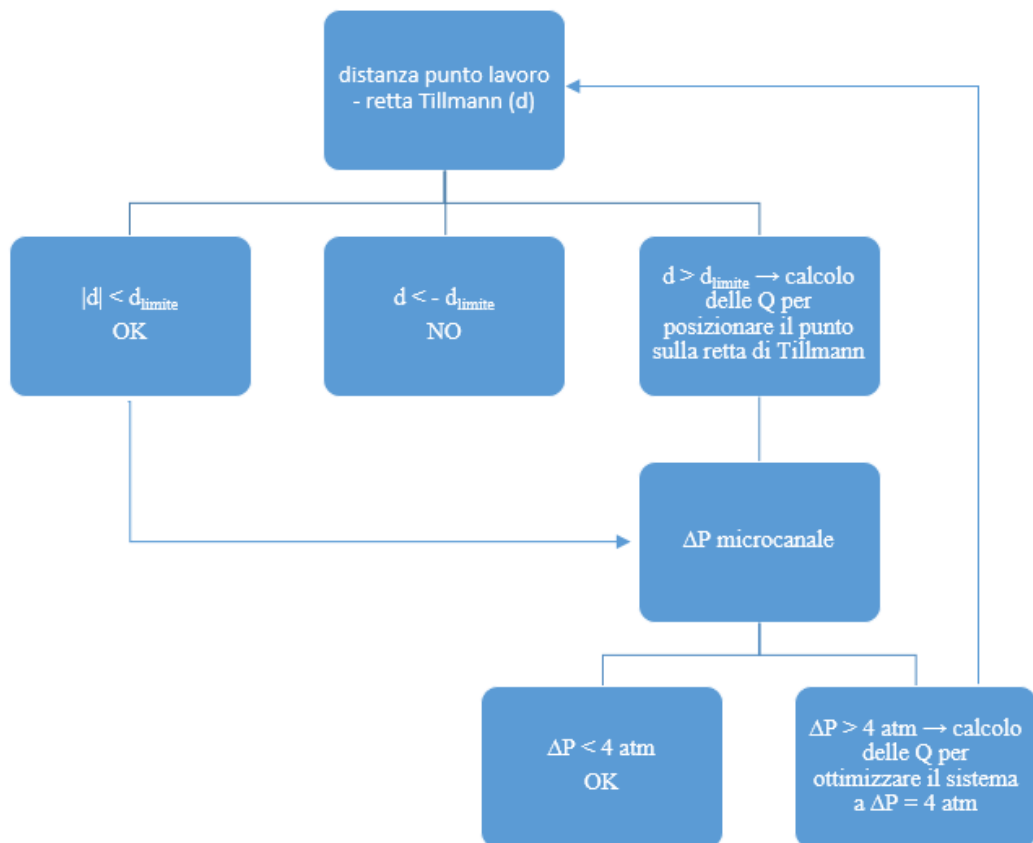 distanza punto lavoro
- retta Tillmann (d)
|d| < dlimite
OK
d < - dlimite
NO
d > dlimite → calcolo
delle Q per
posizionare il punto
sulla retta di Tillmann
ΔP microcanale
ΔP < 4 atm
OK
ΔP > 4 atm → calcolo
delle Q per
ottimizzare il sistema
a ΔP = 4 atm